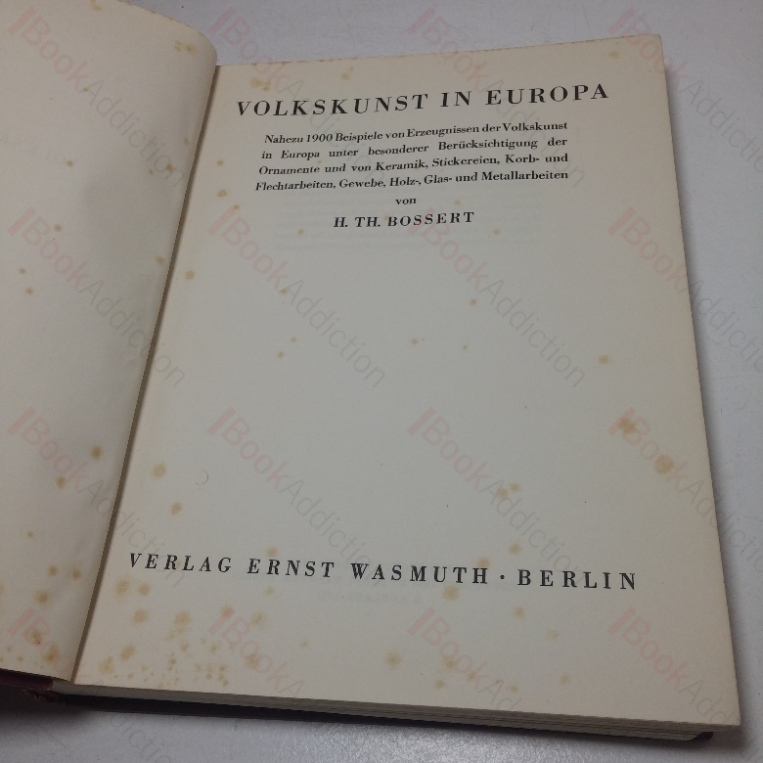 VOLKSKUNST IN EUROPA
Nahezu 1900 Beispiele von Erzeugnissen der Volkskunst
in Europa unter besonderer Berücksichtigung der
Ornamente und von Keramik, Stickereien, Korb- und
Flechtarbeiten, Gewebe, Holz-, Glas- und Metallarbeiten
von
H. TH. BOSSERT
VERLAG ERNST WASMUTH · BERLIN
BookAddiction